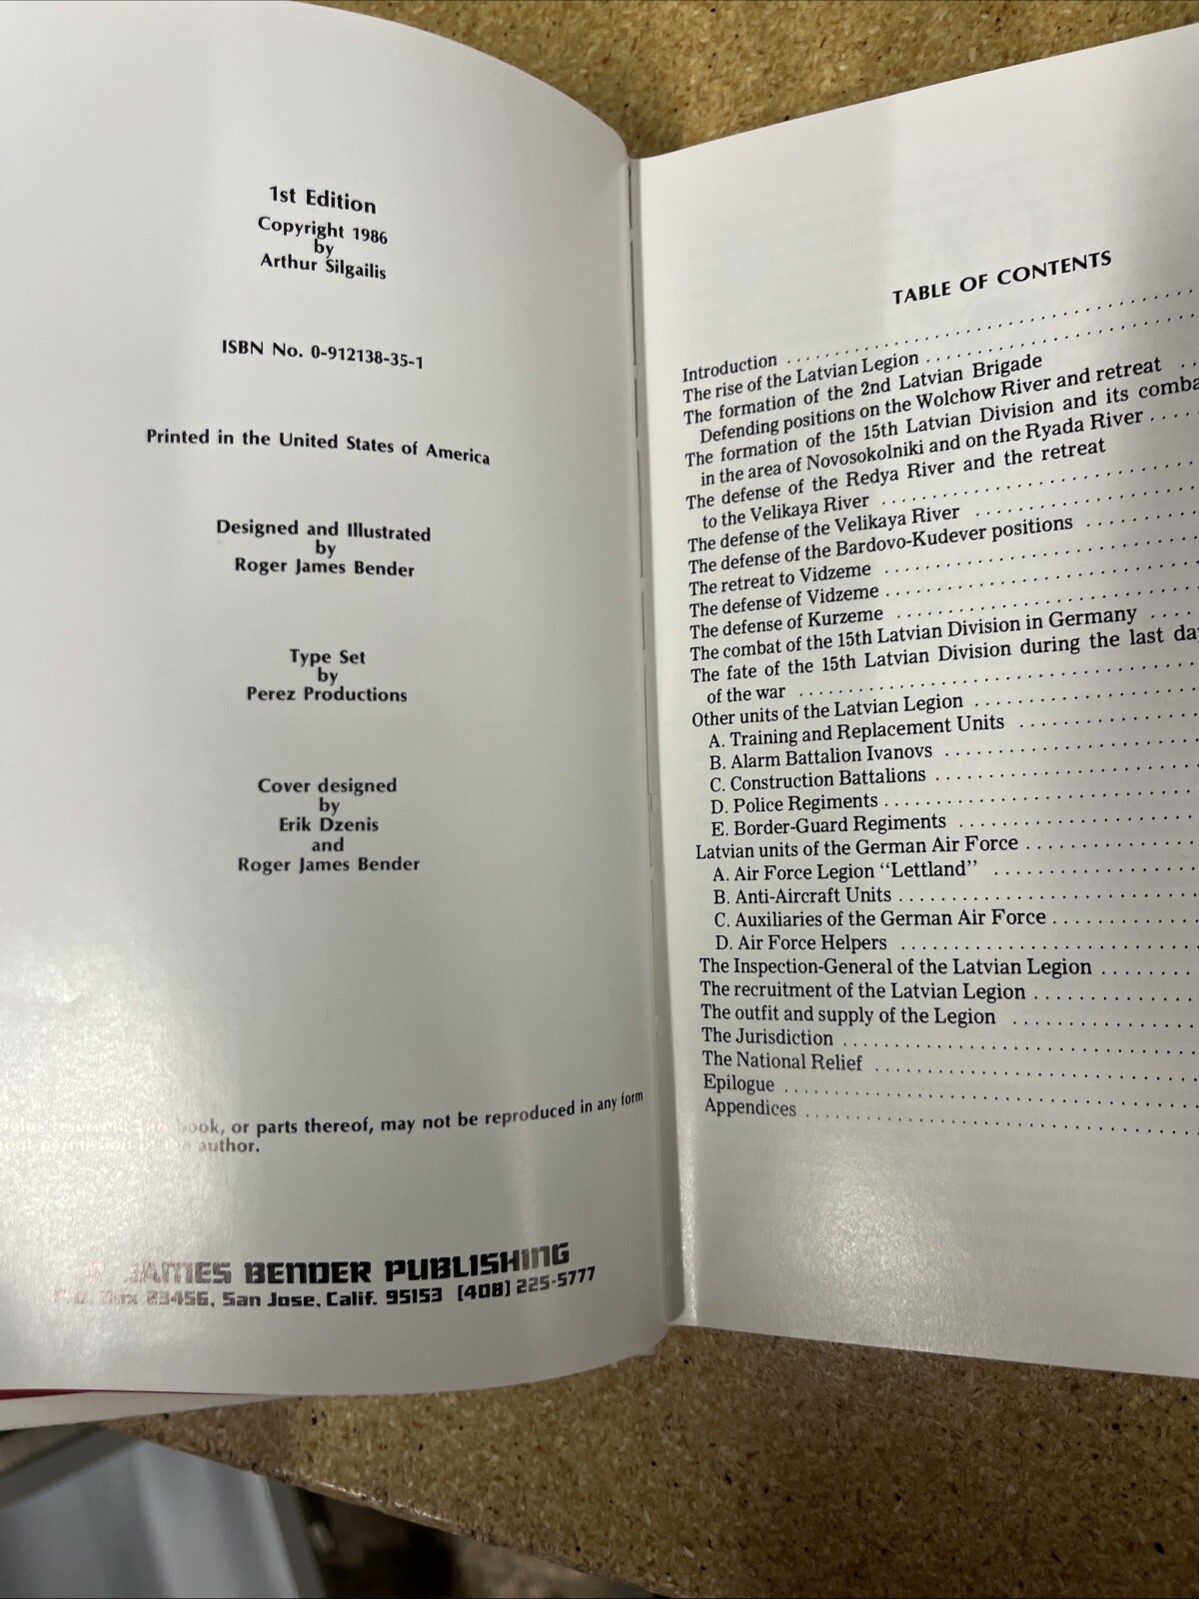 1st Edition
Copyright 1986
by
Arthur Silgailis
ISBN No. 0-912138-35-1
Printed in the United States of America
Designed and Illustrated
by
Roger James Bender
Type Set
by
Perez Productions
Cover designed
by
Erik Dzenis
and
Roger James Bender
book, or parts thereof, may not be reproduced in any form
author.
JAMES BENDER PUBLISHING
P.O. Box 23456, San Jose, Calif. 95153 (408) 225-5777
TABLE OF CONTENTS
Introduction
The rise of the Latvian Legion
The formation of the 2nd Latvian Brigade
Defending positions on the Wolchow River and retreat
The formation of the 15th Latvian Division and its comba
in the area of Novosokolniki and on the Ryada River
The defense of the Redya River and the retreat
to the Velikaya River
The defense of the Velikaya River
The defense of the Bardovo-Kudever positions
The retreat to Vidzeme
The defense of Vidzeme
The defense of Kurzeme
The combat of the 15th Latvian Division in Germany
The fate of the 15th Latvian Division during the last da
of the war
Other units of the Latvian Legion
A. Training and Replacement Units
B. Alarm Battalion Ivanovs
C. Construction Battalions
D. Police Regiments
E. Border-Guard Regiments
Latvian units of the German Air Force
A. Air Force Legion "Lettland"
B. Anti-Aircraft Units
C. Auxiliaries of the German Air Force
D. Air Force Helpers
The Inspection-General of the Latvian Legion
The recruitment of the Latvian Legion
The outfit and supply of the Legion
The Jurisdiction
The National Relief
Epilogue
Appendices